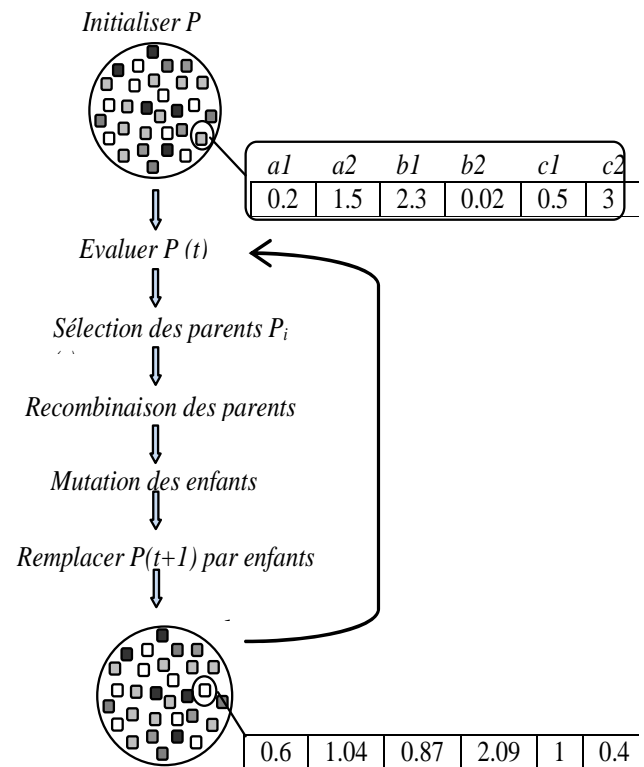 Initialiser P
a1 a2 b1 b2 c1 c2
0.2 1.5 2.3 0.02 0.5 3
Evaluer P (t)
Sélection des parents Pi
Recombinaison des parents
Mutation des enfants
Remplacer P(t+1) par enfants
0.6 1.04 0.87 2.09 1 0.4